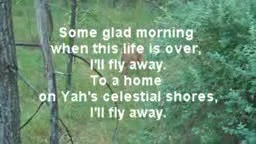 Some glad morning
when this life is over,
I'll fly away.
To a home
on Yah's celestial shores,
I'll fly away.